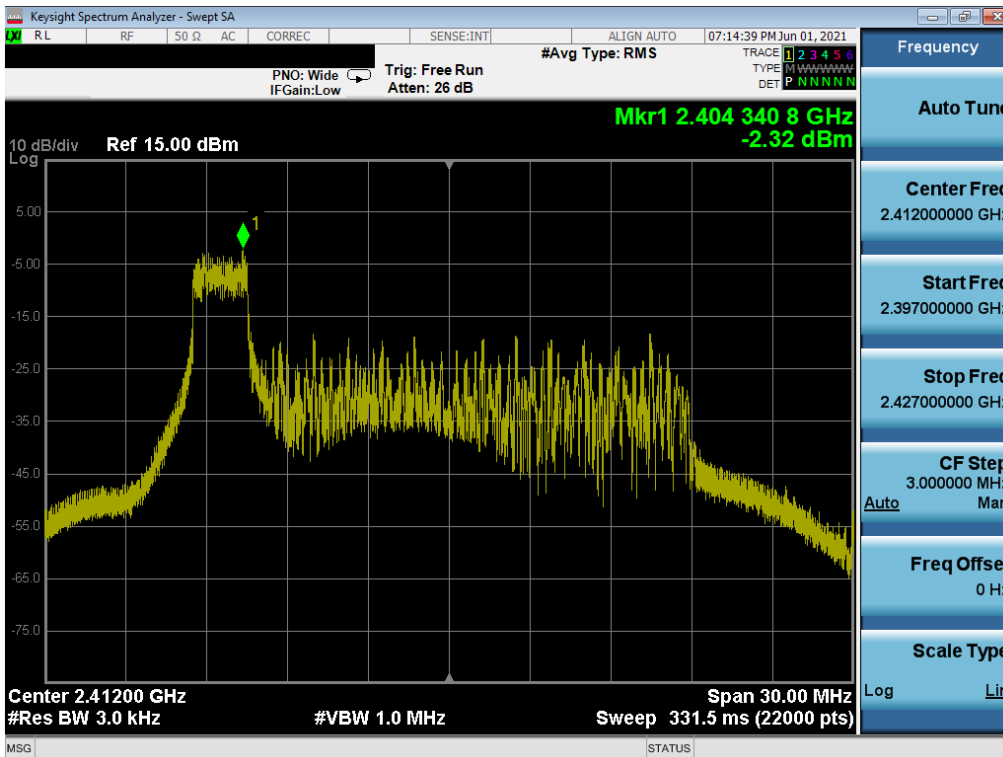 Keysight Spectrum Analyzer - Swept SA
LXI RL RF 50 Ω AC CORREC SENSE:INT ALIGN AUTO 07:14:39 PM Jun 01, 2021
#Avg Type: RMS TRACE 1 2 3 4 5 6
PNO: Wide Trig: Free Run TYPE M W W W W W
IFGain:Low Atten: 26 dB DET P N N N N N
Mkr1 2.404 340 8 GHz
-2.32 dBm
10 dB/div Ref 15.00 dBm
Log
1
5.00
-5.00
-15.0
-25.0
-35.0
-45.0
-55.0
-65.0
-75.0
Center 2.41200 GHz Span 30.00 MHz
#Res BW 3.0 kHz #VBW 1.0 MHz Sweep 331.5 ms (22000 pts)
MSG STATUS
Frequency
Auto Tun
Center Fre
2.412000000 GH
Start Fre
2.397000000 GH
Stop Fre
2.427000000 GH
CF Ste
3.000000 MH
Auto Ma
Freq Offse
0 H
Scale Typ
Log Li